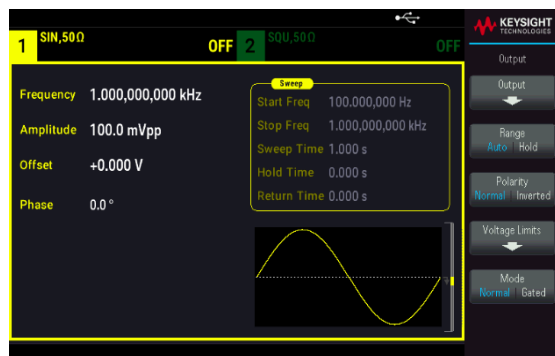 1 SIN,50Ω OFF
2 SQU,50Ω OFF
KEYSIGHT
TECHNOLOGIES
Frequency 1.000,000,000 kHz
Amplitude 100.0 mVpp
Offset +0.000 V
Phase 0.0 °
Sweep
Start Freq 100.000,000 Hz
Stop Freq 1.000,000,000 kHz
Sweep Time 1.000 s
Hold Time 0.000 s
Return Time 0.000 s
Output
Output
Range
Auto | Hold
Polarity
Normal | Inverted
Voltage Limits
Mode
Normal | Gated